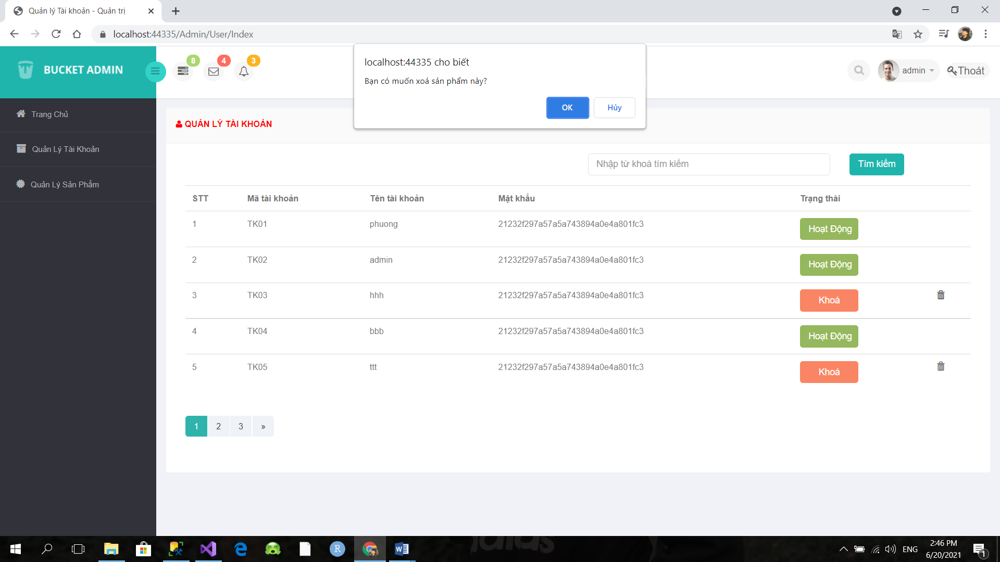 Quản lý Tài khoản - Quản trị
localhost:44335/Admin/User/Index
BUCKET ADMIN
8
4
3
localhost:44335 cho biết
Bạn có muốn xoá sản phẩm này?
OK
Hủy
admin
Thoát
Trang Chủ
Quản Lý Tài Khoản
Quản Lý Sản Phẩm
QUẢN LÝ TÀI KHOẢN
Nhập từ khoá tìm kiếm
Tìm kiếm
STT Mã tài khoản Tên tài khoản Mật khẩu Trạng thái
1 TK01 phuong 21232f297a57a5a743894a0e4a801fc3 Hoạt Động
2 TK02 admin 21232f297a57a5a743894a0e4a801fc3 Hoạt Động
3 TK03 hhh 21232f297a57a5a743894a0e4a801fc3 Khoá
4 TK04 bbb 21232f297a57a5a743894a0e4a801fc3 Hoạt Động
5 TK05 ttt 21232f297a57a5a743894a0e4a801fc3 Khoá
1 2 3 »
R
ENG
2:46 PM
6/20/2021
1